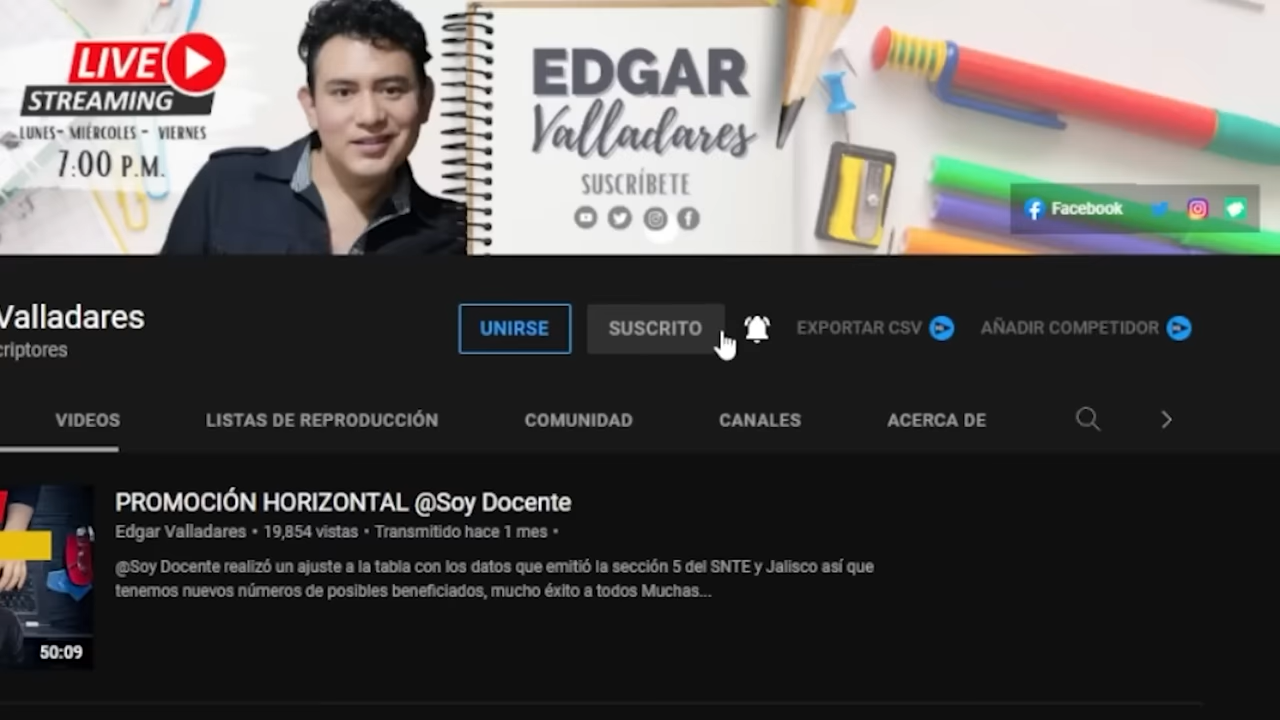 LIVE
STREAMING
LUNES- MIÉRCOLES - VIERNES
7:00 P.M.
EDGAR
Valladares
SUSCRÍBETE
Facebook
Valladares
criptores
UNIRSE
SUSCRITO
EXPORTAR CSV
AÑADIR COMPETIDOR
VIDEOS
LISTAS DE REPRODUCCIÓN
COMUNIDAD
CANALES
ACERCA DE
PROMOCIÓN HORIZONTAL @Soy Docente
Edgar Valladares • 19,854 vistas • Transmitido hace 1 mes •
@Soy Docente realizó un ajuste a la tabla con los datos que emitió la sección 5 del SNTE y Jalisco así que
tenemos nuevos números de posibles beneficiados, mucho éxito a todos Muchas...
50:09